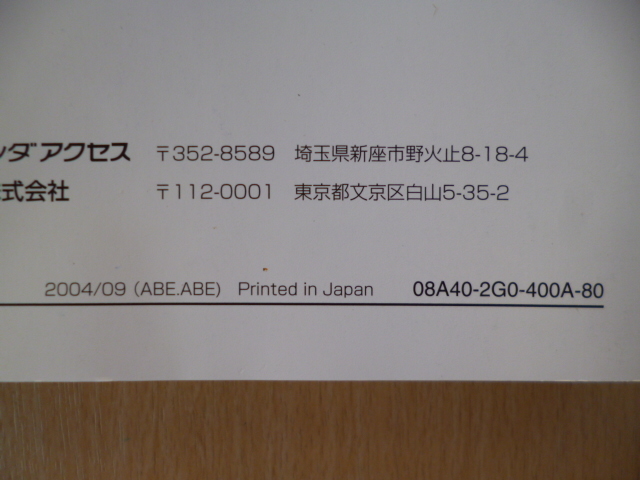 ンダアクセス 〒352-8589 埼玉県新座市野火止8-18-4
式会社 〒112-0001 東京都文京区白山5-35-2
2004/09 (ABE.ABE) Printed in Japan 08A40-2G0-400A-80